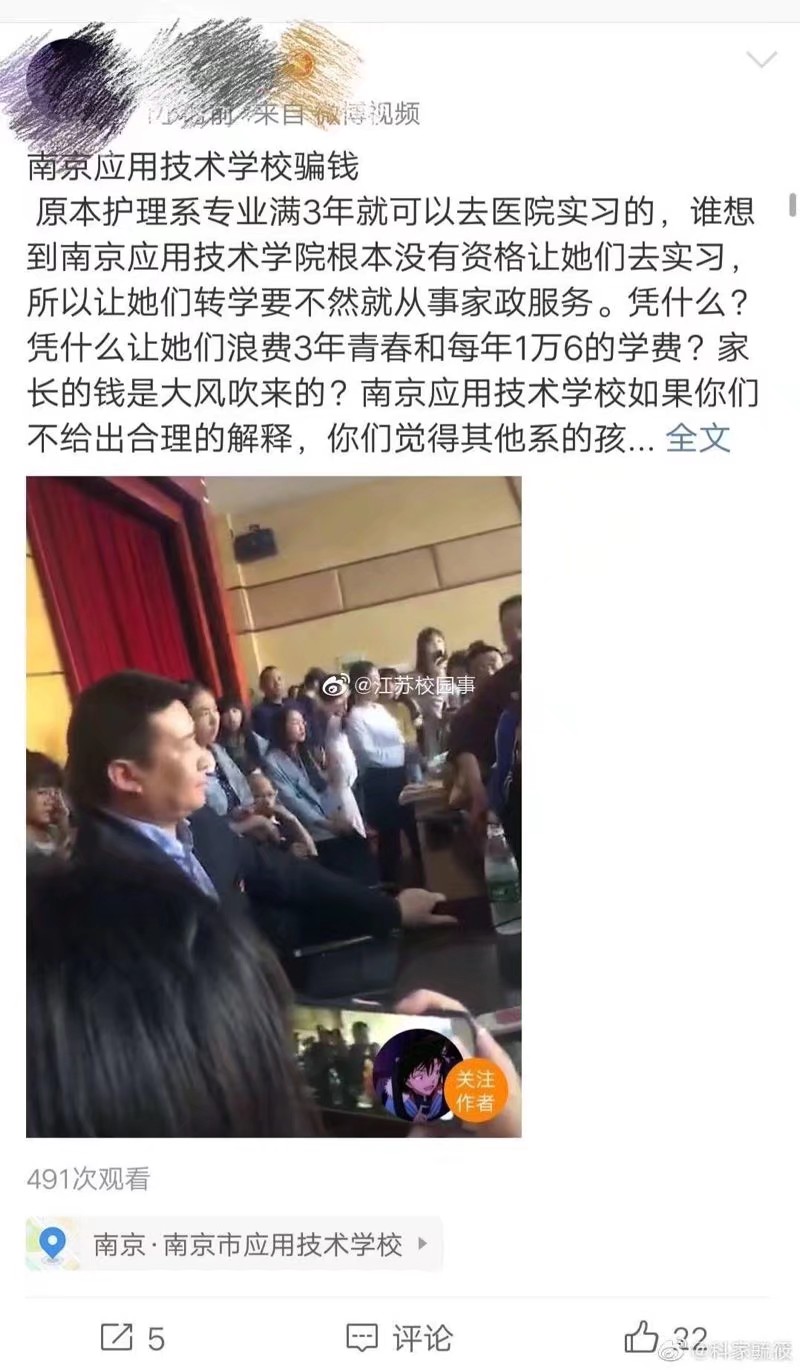 来自 微博视频
南京应用技术学校骗钱
原本护理系专业满3年就可以去医院实习的，谁想
到南京应用技术学院根本没有资格让她们去实习，
所以让她们转学要不然就从事家政服务。凭什么？
凭什么让她们浪费3年青春和每年1万6的学费？家
长的钱是大风吹来的？南京应用技术学校如果你们
不给出合理的解释，你们觉得其他系的孩... 全文
@江苏校园事
关注
作者
491次观看
南京·南京市应用技术学校
5
评论
32
@科家毓筱